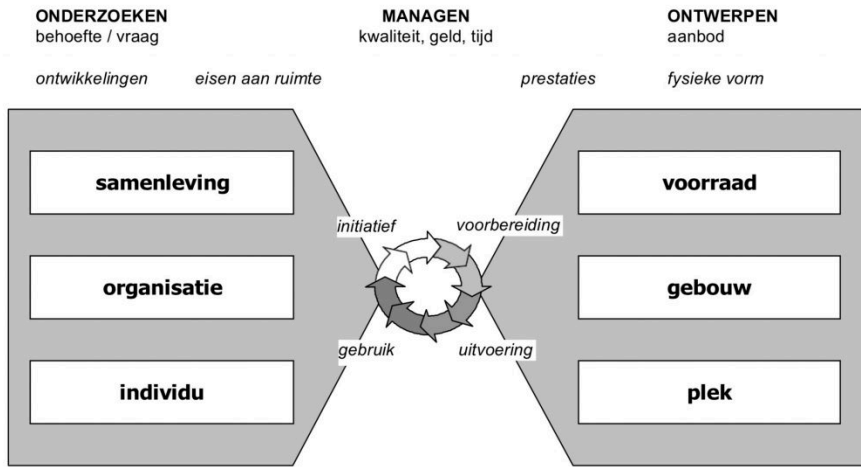 ONDERZOEKEN
behoefte / vraag
MANAGEN
kwaliteit, geld, tijd
ONTWERPEN
aanbod
ontwikkelingen
eisen aan ruimte
prestaties
fysieke vorm
samenleving
voorraad
initiatief
voorbereiding
organisatie
gebouw
gebruik
uitvoering
individu
plek